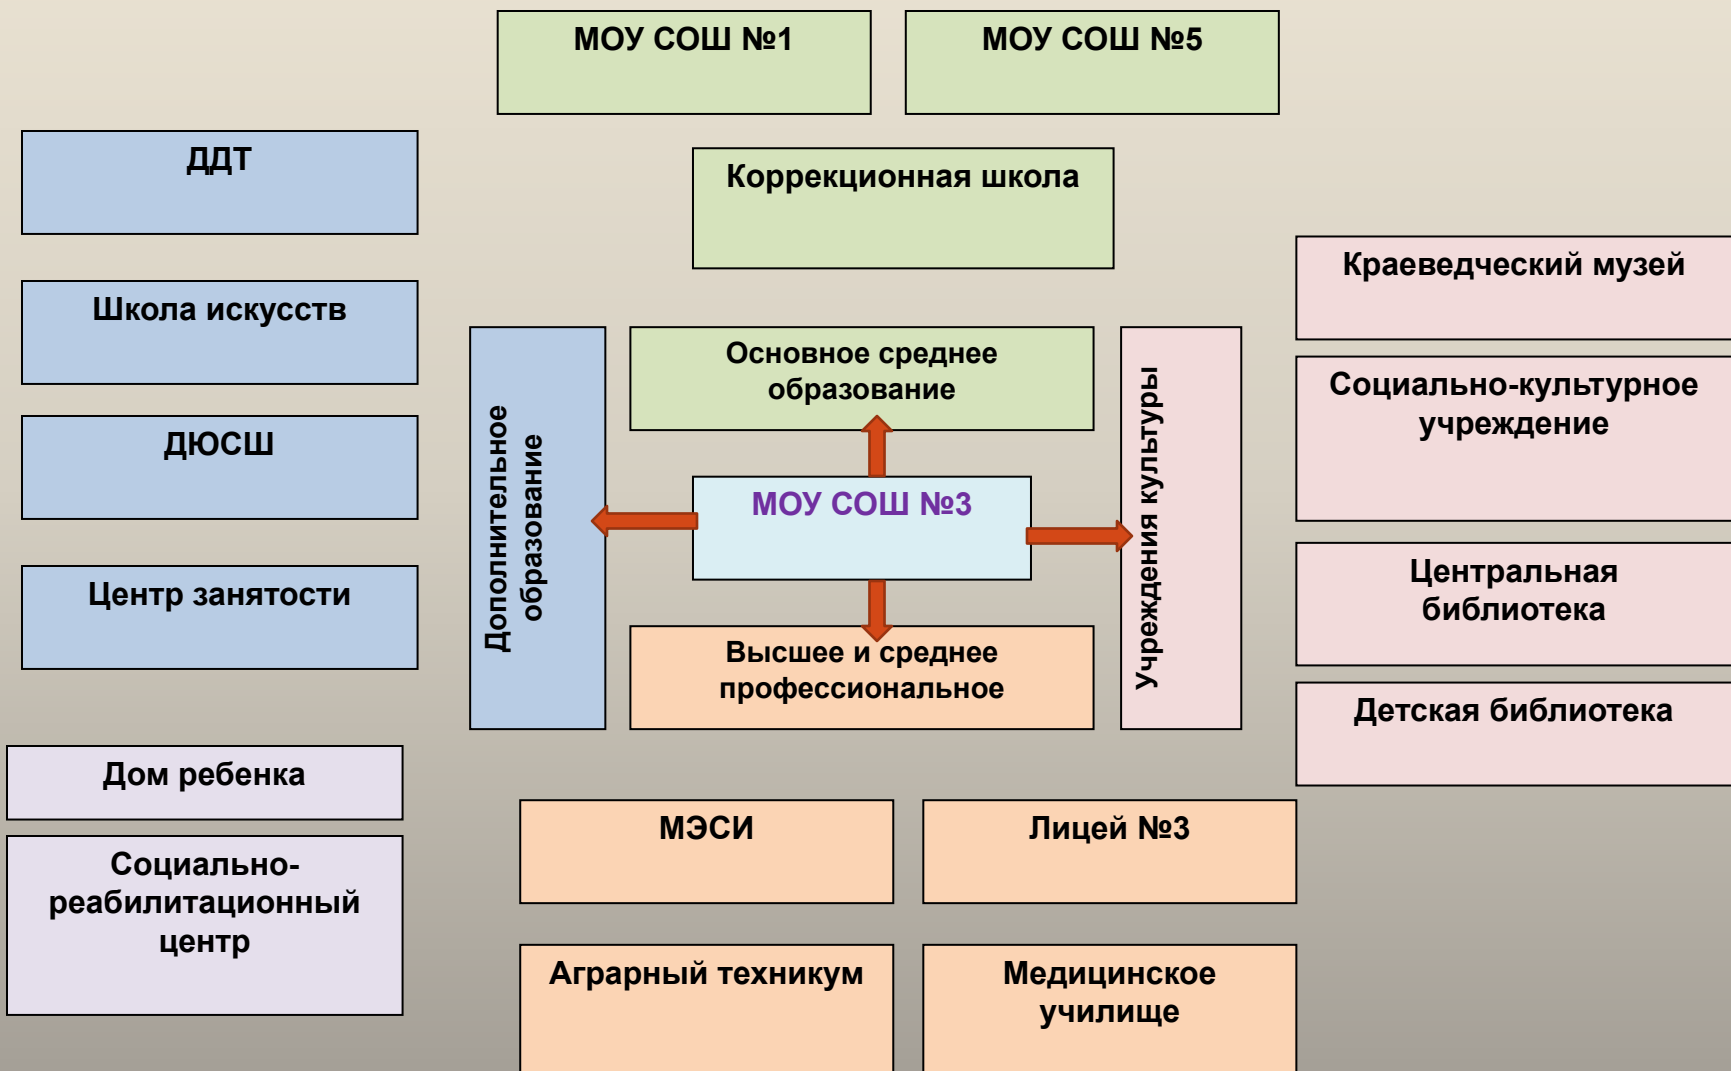 МОУ СОШ №1
МОУ СОШ №5
ДДТ
Коррекционная школа
Краеведческий музей
Школа искусств
Основное среднее
образование
Социально-культурное
учреждение
Дополнительное
образование
Учреждения культуры
ДЮСШ
МОУ СОШ №3
Центральная
библиотека
Центр занятости
Высшее и среднее
профессиональное
Детская библиотека
Дом ребенка
МЭСИ
Лицей №3
Социально-
реабилитационный
центр
Аграрный техникум
Медицинское
училище